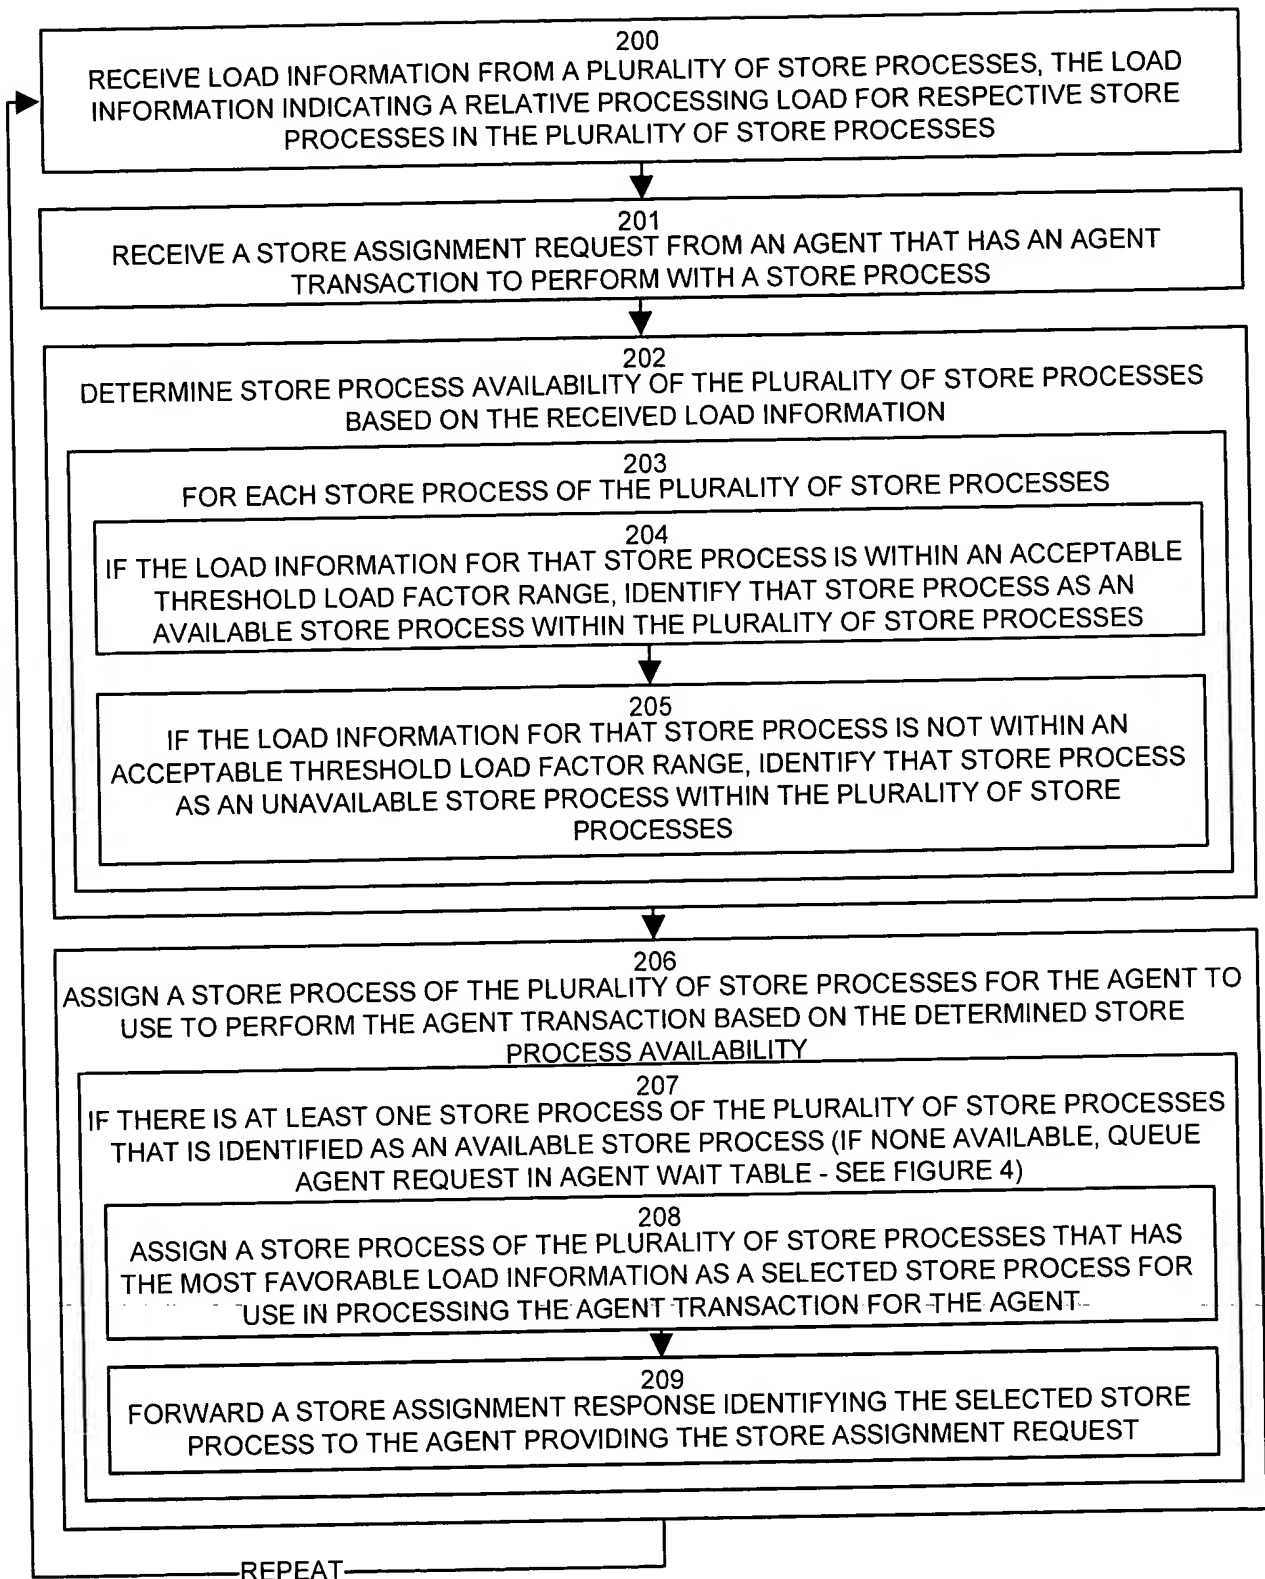 200
RECEIVE LOAD INFORMATION FROM A PLURALITY OF STORE PROCESSES, THE LOAD
INFORMATION INDICATING A RELATIVE PROCESSING LOAD FOR RESPECTIVE STORE
PROCESSES IN THE PLURALITY OF STORE PROCESSES
201
RECEIVE A STORE ASSIGNMENT REQUEST FROM AN AGENT THAT HAS AN AGENT
TRANSACTION TO PERFORM WITH A STORE PROCESS
202
DETERMINE STORE PROCESS AVAILABILITY OF THE PLURALITY OF STORE PROCESSES
BASED ON THE RECEIVED LOAD INFORMATION
203
FOR EACH STORE PROCESS OF THE PLURALITY OF STORE PROCESSES
204
IF THE LOAD INFORMATION FOR THAT STORE PROCESS IS WITHIN AN ACCEPTABLE
THRESHOLD LOAD FACTOR RANGE, IDENTIFY THAT STORE PROCESS AS AN
AVAILABLE STORE PROCESS WITHIN THE PLURALITY OF STORE PROCESSES
205
IF THE LOAD INFORMATION FOR THAT STORE PROCESS IS NOT WITHIN AN
ACCEPTABLE THRESHOLD LOAD FACTOR RANGE, IDENTIFY THAT STORE PROCESS
AS AN UNAVAILABLE STORE PROCESS WITHIN THE PLURALITY OF STORE
PROCESSES
206
ASSIGN A STORE PROCESS OF THE PLURALITY OF STORE PROCESSES FOR THE AGENT TO
USE TO PERFORM THE AGENT TRANSACTION BASED ON THE DETERMINED STORE
PROCESS AVAILABILITY
207
IF THERE IS AT LEAST ONE STORE PROCESS OF THE PLURALITY OF STORE PROCESSES
THAT IS IDENTIFIED AS AN AVAILABLE STORE PROCESS (IF NONE AVAILABLE, QUEUE
AGENT REQUEST IN AGENT WAIT TABLE - SEE FIGURE 4)
208
ASSIGN A STORE PROCESS OF THE PLURALITY OF STORE PROCESSES THAT HAS
THE MOST FAVORABLE LOAD INFORMATION AS A SELECTED STORE PROCESS FOR
USE IN PROCESSING THE AGENT TRANSACTION FOR THE AGENT
209
FORWARD A STORE ASSIGNMENT RESPONSE IDENTIFYING THE SELECTED STORE
PROCESS TO THE AGENT PROVIDING THE STORE ASSIGNMENT REQUEST
REPEAT